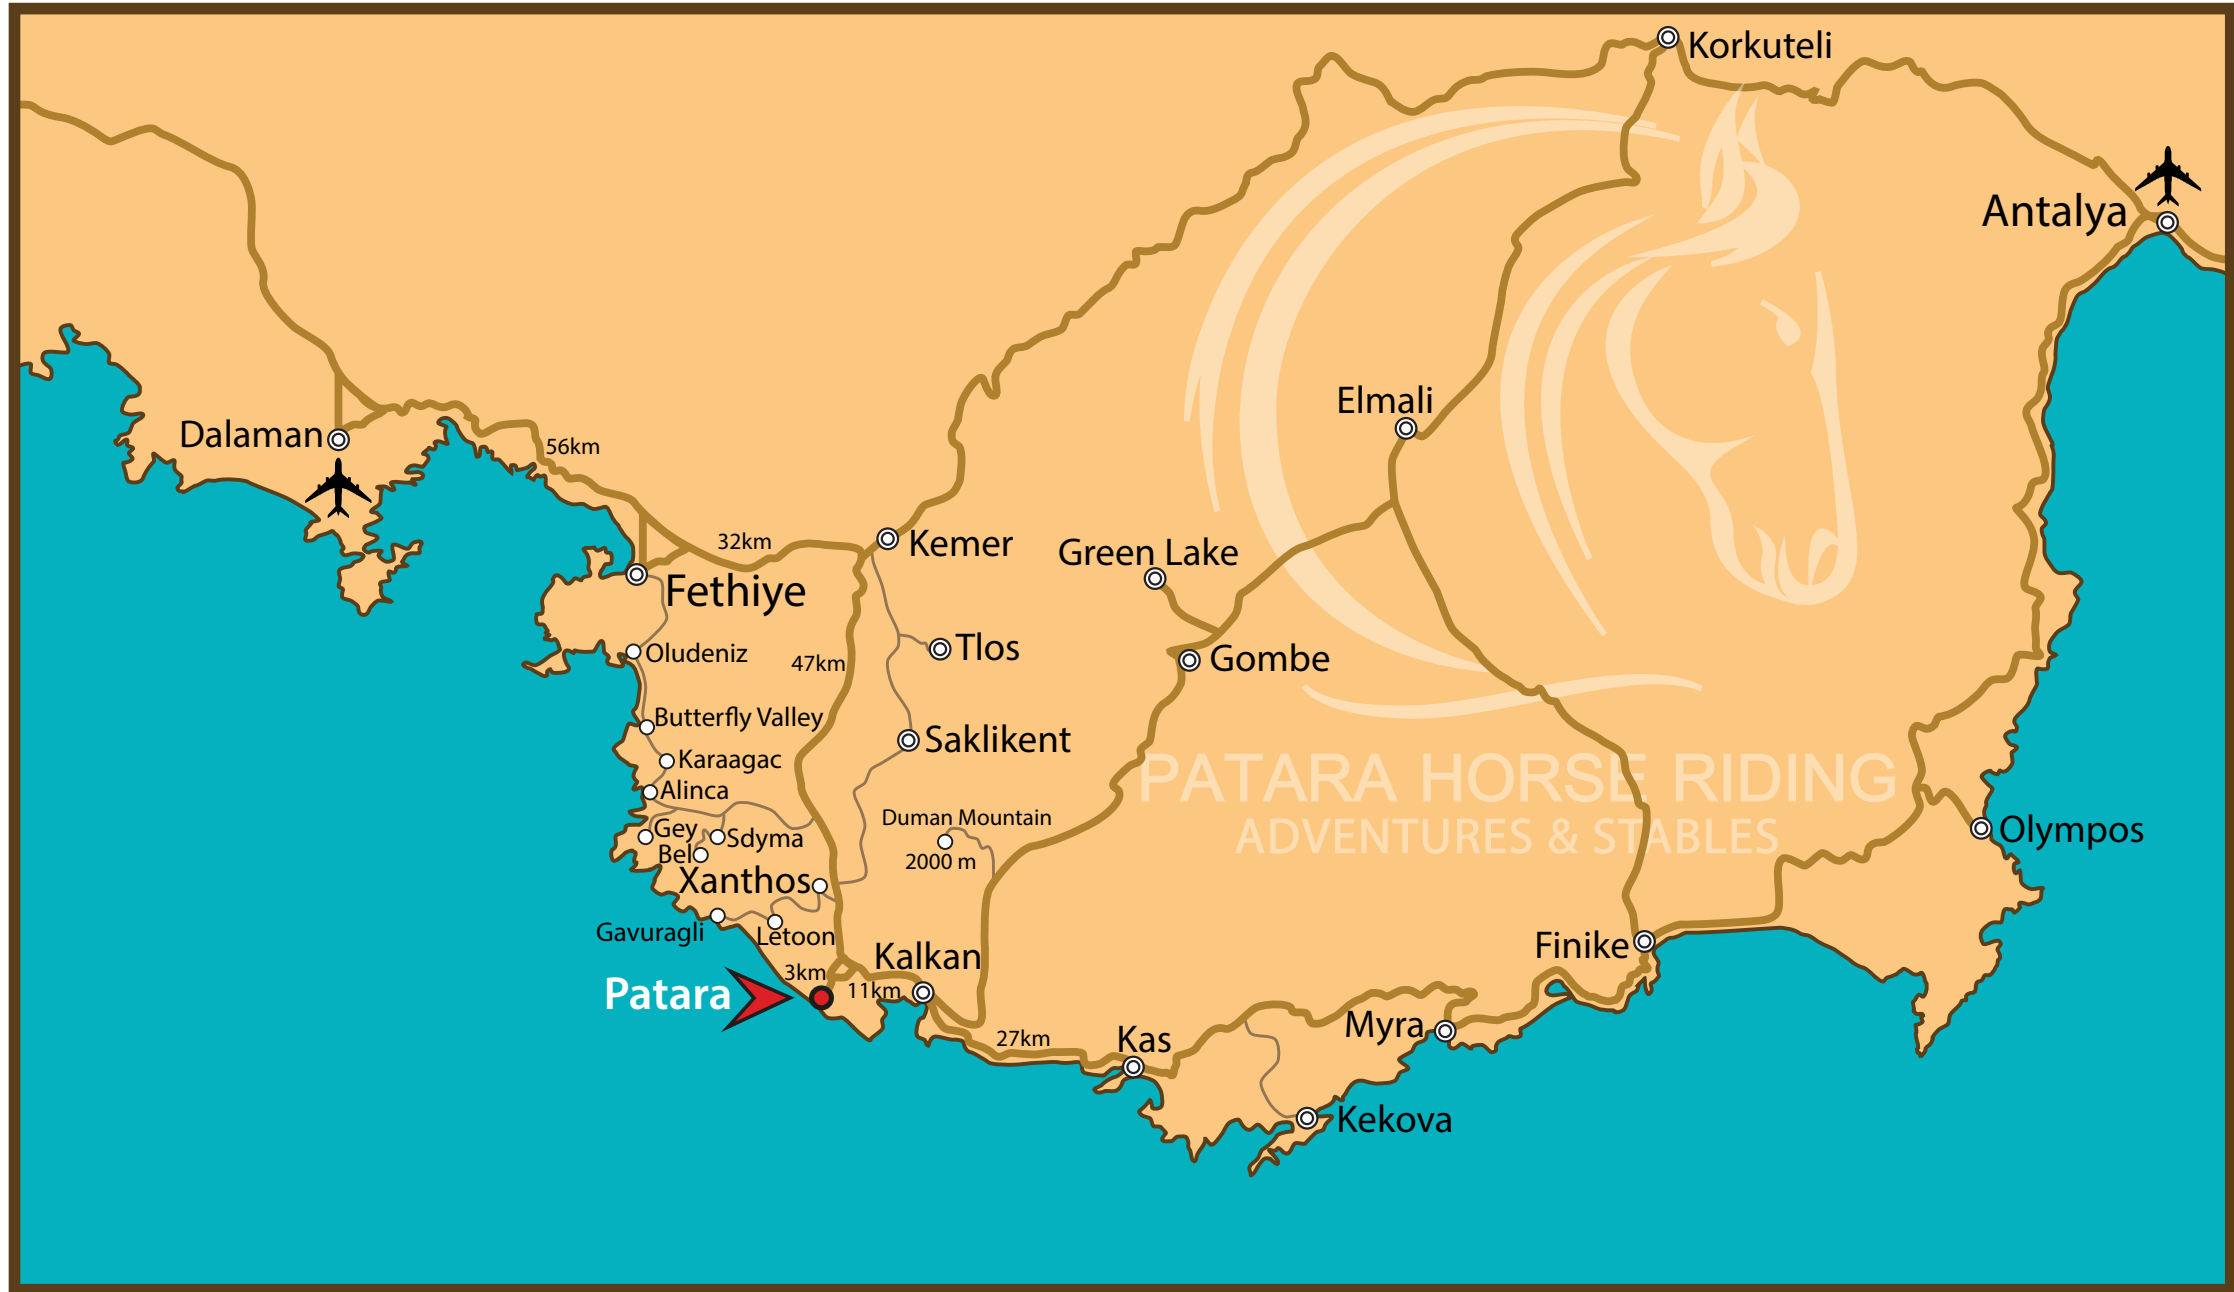 Korkuteli
Antalya
Elmali
Dalaman
56km
32km
Kemer
Green Lake
Fethiye
Oludeniz
47km
Tlos
Gombe
Butterfly Valley
Saklikent
Karaagac
PATARA HORSE RIDING
ADVENTURES & STABLES
Alinca
Duman Mountain
2000 m
Gey
Sdyma
Bel
Olympos
Xanthos
Gavuragli
Letoon
Finike
Kalkan
3km
11km
Patara
Myra
27km
Kas
Kekova